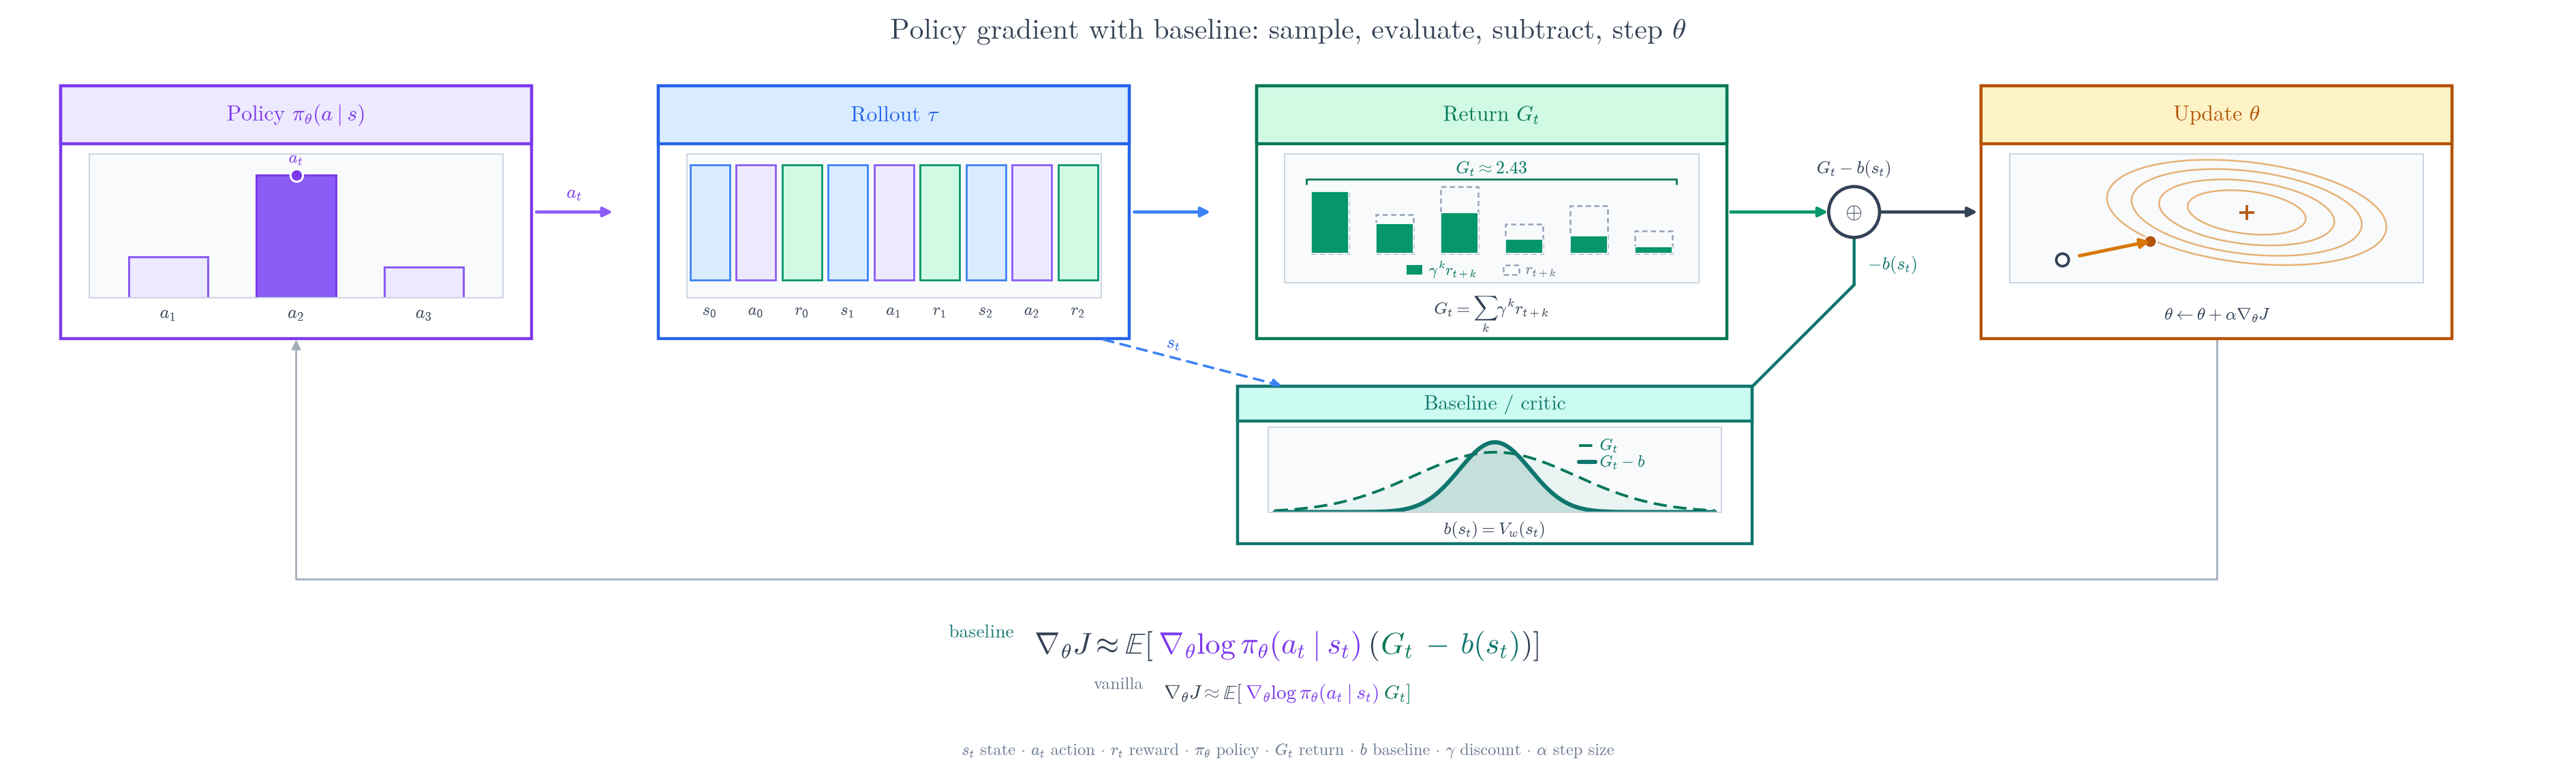 Policy gradient with baseline: sample, evaluate, subtract, step θ
Policy π_θ(a | s)
a_t
a_1 a_2 a_3
a_t
Rollout τ
s_0 a_0 r_0 s_1 a_1 r_1 s_2 a_2 r_2
s_t
Return G_t
G_t ≈ 2.43
γ^k r_{t+k} r_{t+k}
G_t = ∑_k γ^k r_{t+k}
G_t − b(s_t)
⊕
−b(s_t)
Update θ
+
θ ← θ + α∇_θJ
Baseline / critic
G_t
G_t − b
b(s_t) = V_w(s_t)
baseline ∇_θJ ≈ 𝔼[ ∇_θ log π_θ(a_t | s_t) (G_t − b(s_t))]
vanilla ∇_θJ ≈ 𝔼[ ∇_θ log π_θ(a_t | s_t) G_t]
s_t state · a_t action · r_t reward · π_θ policy · G_t return · b baseline · γ discount · α step size